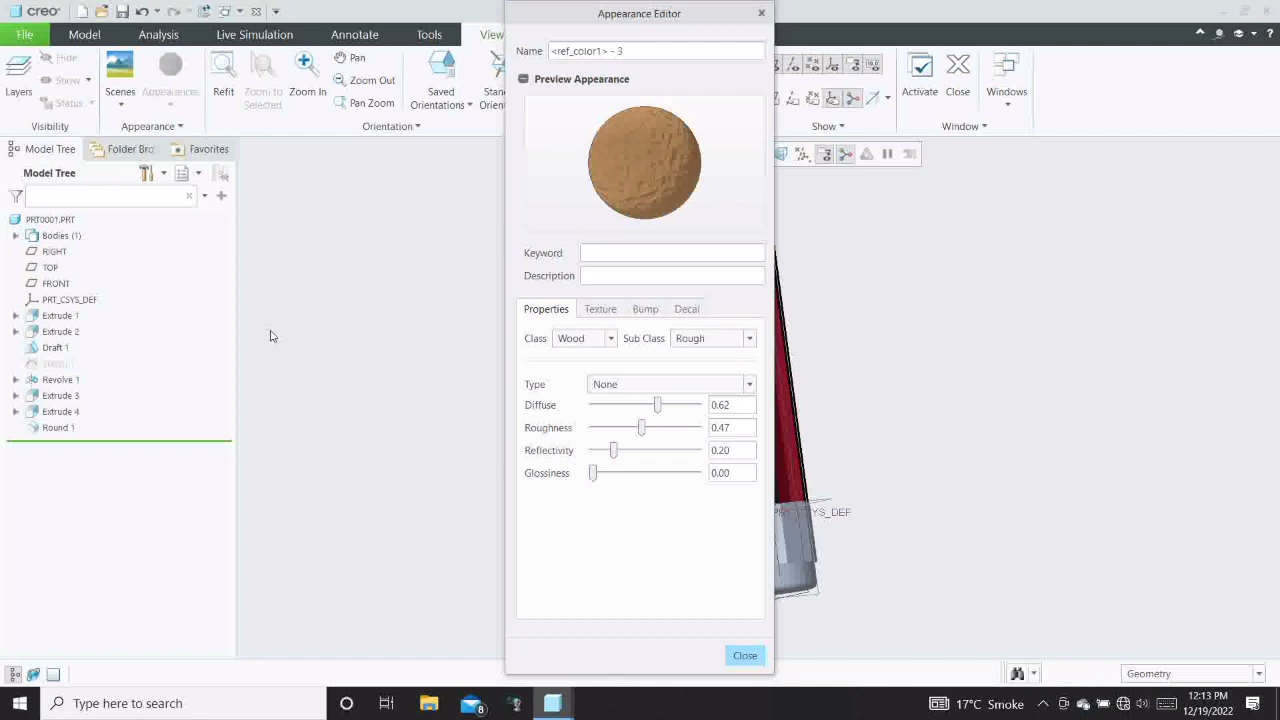 creo
Appearance Editor
File
Model
Analysis
Live Simulation
Annotate
Tools
View
Name
<ref_color1> - 3
Preview Appearance
Layers
Hide
Show
Status
Visibility
Scenes
Appearances
Appearance
Refit
Zoom to
Selected
Zoom In
Pan
Zoom Out
Pan Zoom
Saved
Orientations
Orientation
Show
Activate
Close
Windows
Window
Model Tree
Folder Bro
Favorites
Model Tree
PRT0001.PRT
Bodies (1)
RIGHT
TOP
FRONT
PRT_CSYS_DEF
Extrude 1
Extrude 2
Draft 1
Revolve 1
Extrude 3
Extrude 4
Round 1
Keyword
Description
Properties
Texture
Bump
Decal
Class
Wood
Sub Class
Rough
Type
None
Diffuse
0.62
Roughness
0.47
Reflectivity
0.20
Glossiness
0.00
Close
Geometry
Type here to search
8
17°C Smoke
12:13 PM
12/19/2022